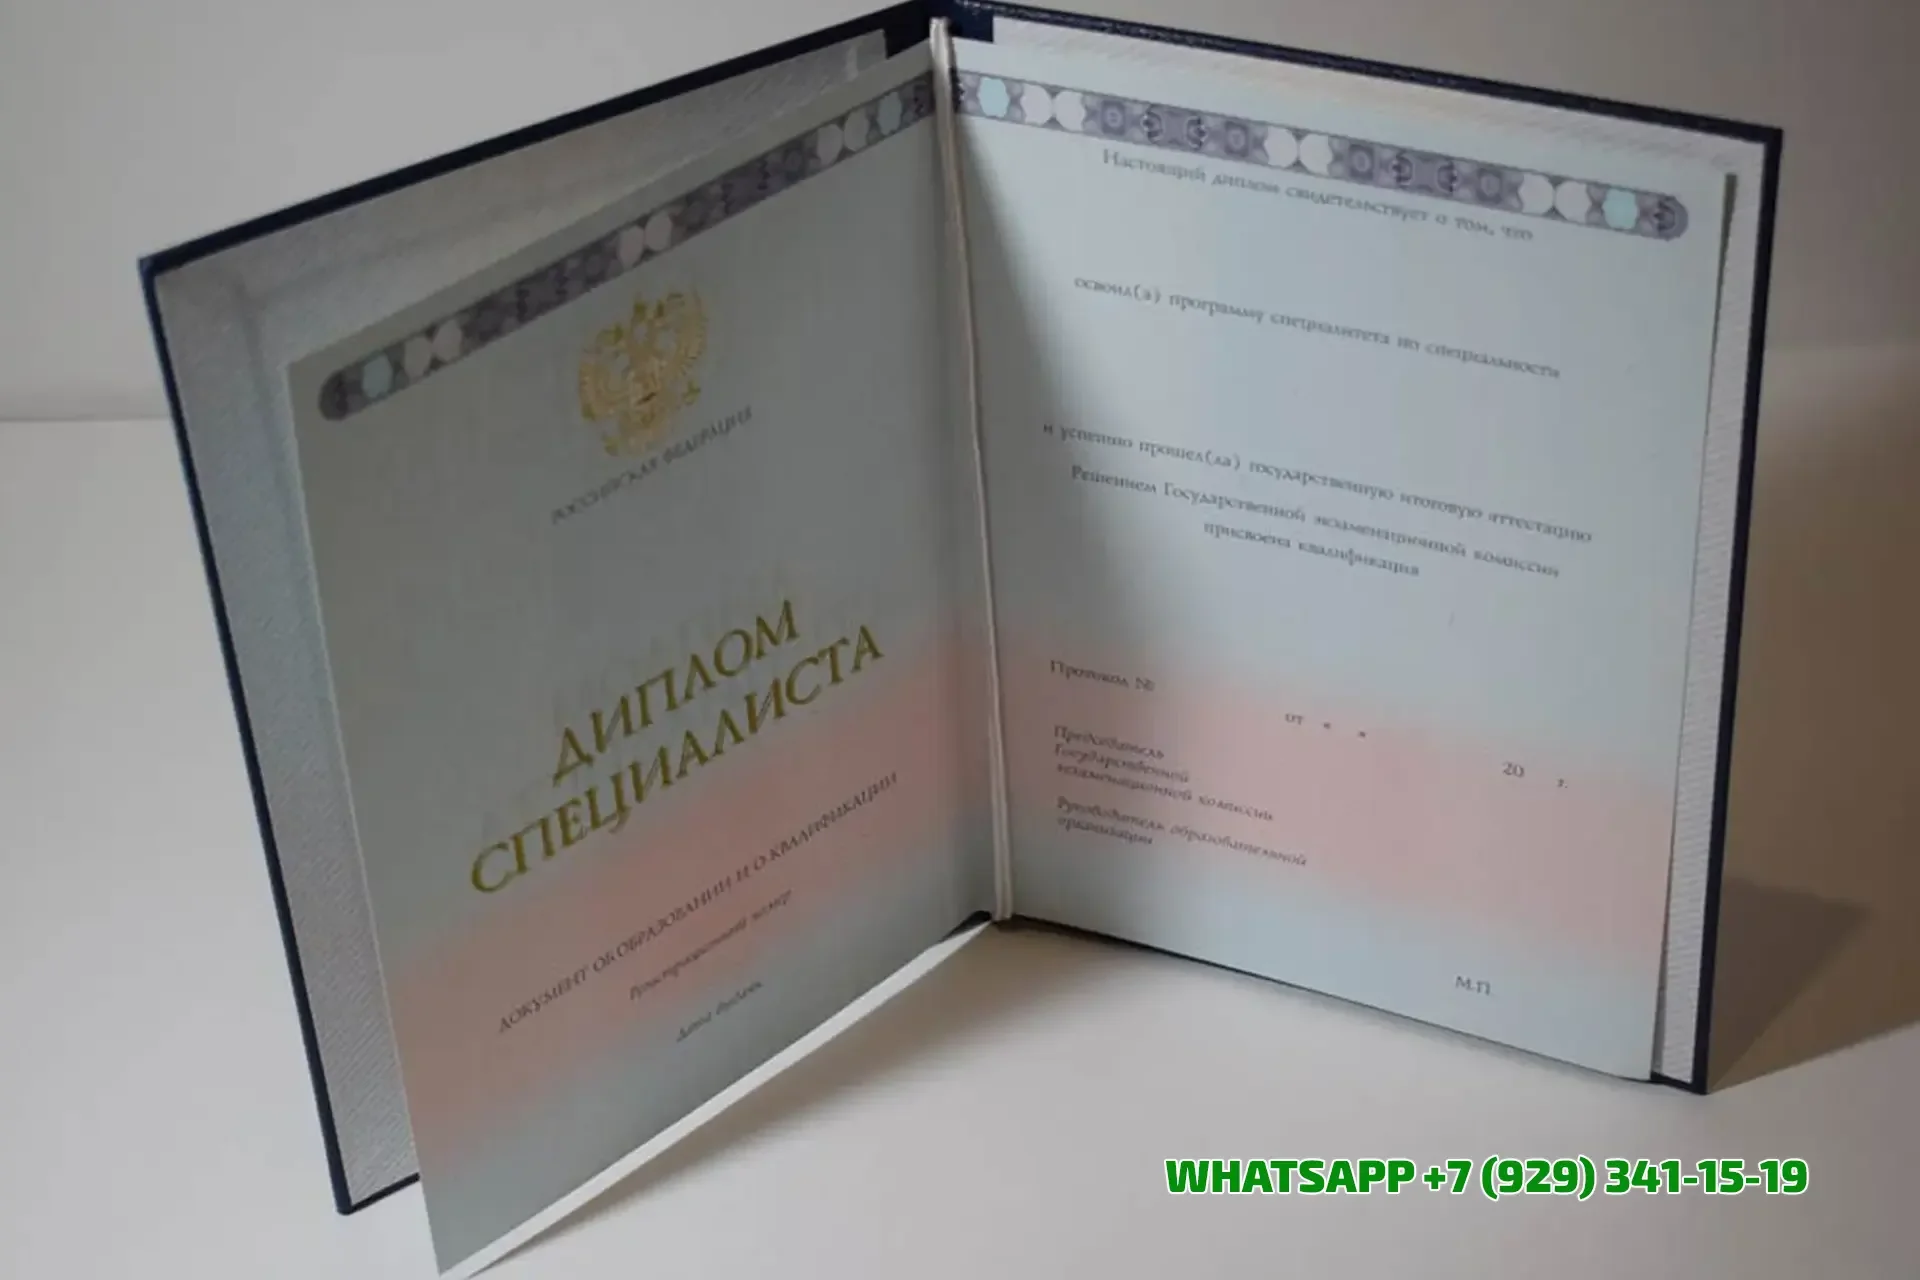 РОССИЙСКАЯ ФЕДЕРАЦИЯ
ДИПЛОМ
СПЕЦИАЛИСТА
ДОКУМЕНТ ОБ ОБРАЗОВАНИИ И О КВАЛИФИКАЦИИ
Регистрационный номер
Дата выдачи
Настоящий диплом свидетельствует о том, что
освоил(а) программу специалитета по специальности
и успешно прошел(ла) государственную итоговую аттестацию
Решением Государственной экзаменационной комиссии
присвоена квалификация
Протокол №
от « » 20 г.
Председатель
Государственной
экзаменационной комиссии
Руководитель образовательной
организации
М.П.
WHATSAPP +7 (929) 341-15-19